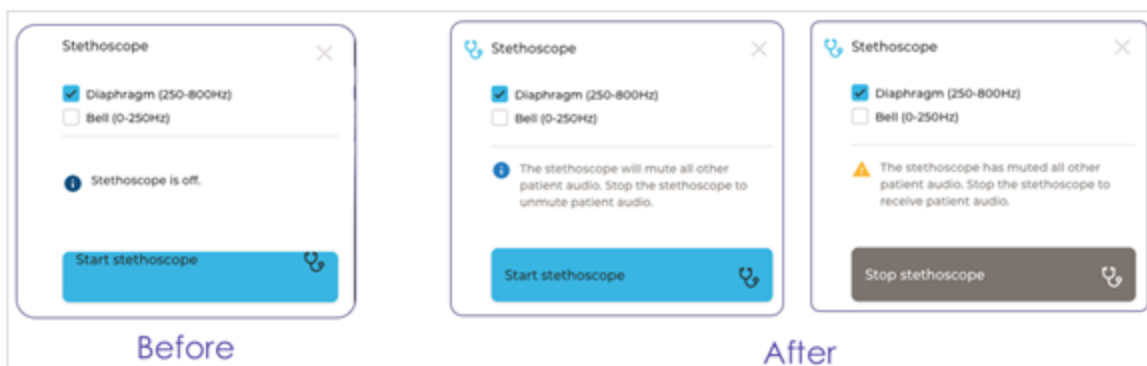 Stethoscope
Diaphragm (250-800Hz)
Bell (0-250Hz)
Stethoscope is off.
Start stethoscope
Before
Stethoscope
Diaphragm (250-800Hz)
Bell (0-250Hz)
The stethoscope will mute all other
patient audio. Stop the stethoscope to
unmute patient audio.
Start stethoscope
Stethoscope
Diaphragm (250-800Hz)
Bell (0-250Hz)
The stethoscope has muted all other
patient audio. Stop the stethoscope to
receive patient audio.
Stop stethoscope
After